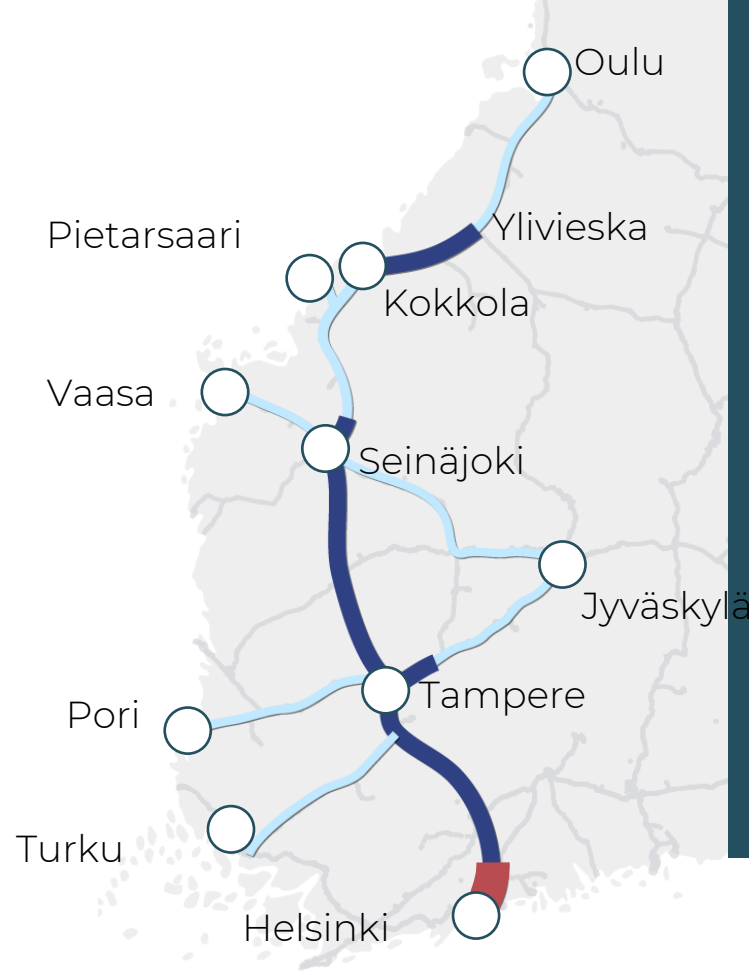 Oulu
Pietarsaari
Ylivieska
Kokkola
Vaasa
Seinäjoki
Jyväskylä
Tampere
Pori
Turku
Helsinki